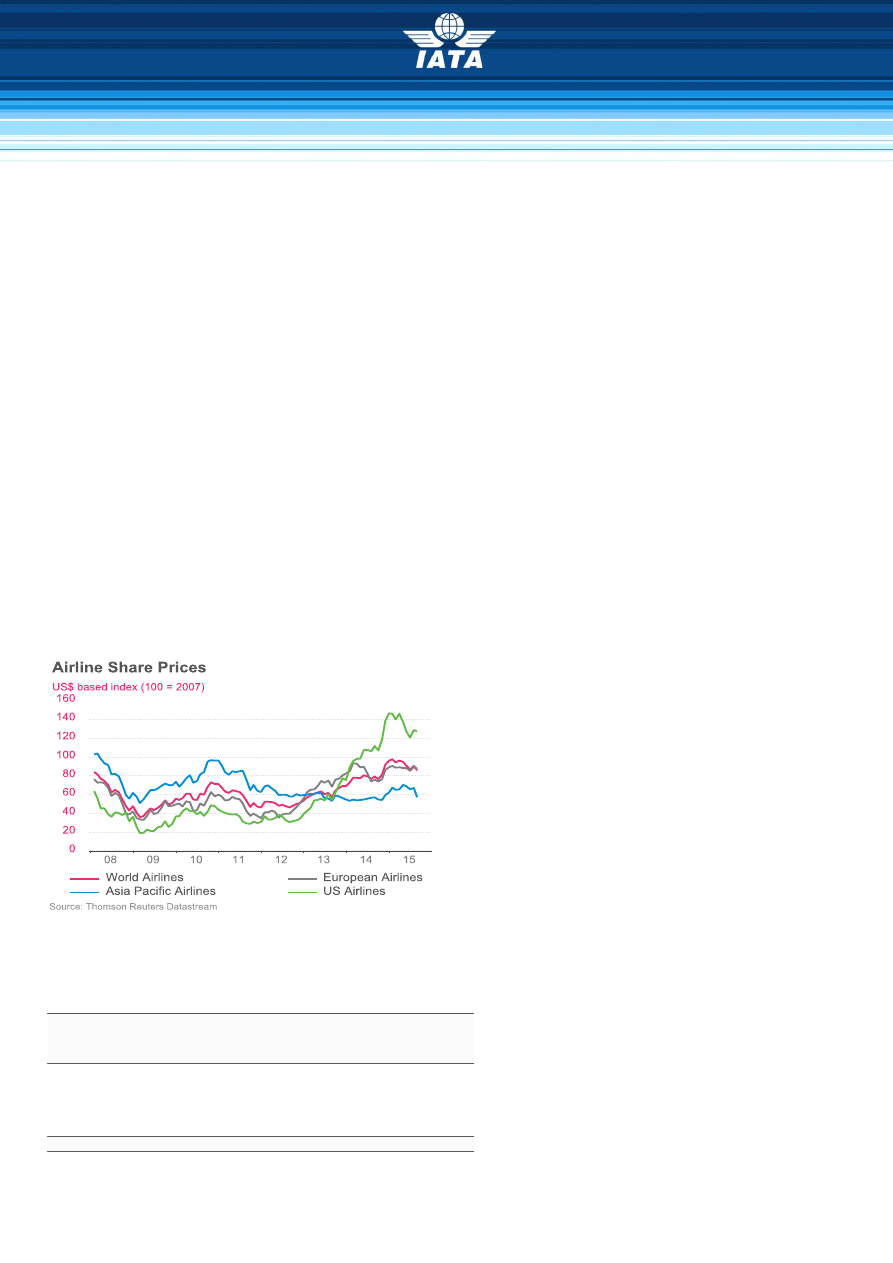 IATA
Airline Share Prices
US$ based index (100 = 2007)
160
140
120
100
80
60
40
20
0
08 09 10 11 12 13 14 15
World Airlines European Airlines
Asia Pacific Airlines US Airlines
Source: Thomson Reuters Datastream